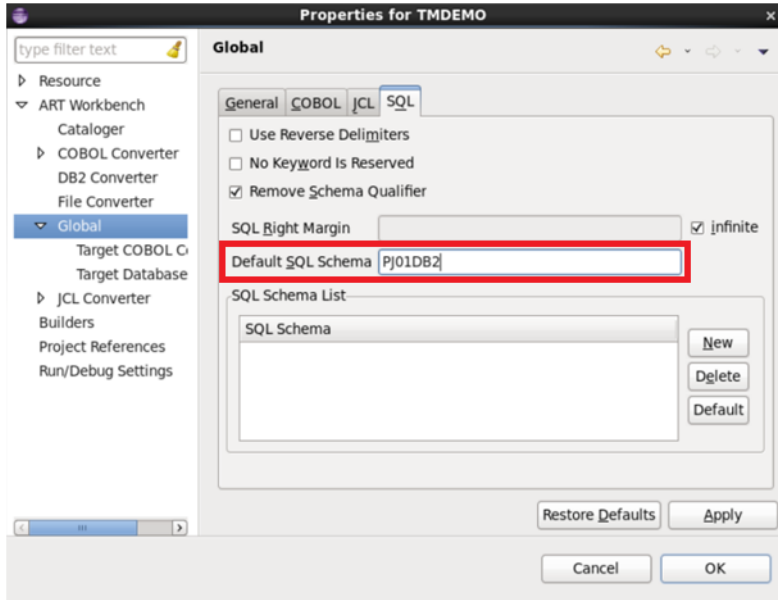 Properties for TMDEMO
type filter text
Resource
ART Workbench
Cataloger
COBOL Converter
DB2 Converter
File Converter
Global
Target COBOL C
Target Database
JCL Converter
Builders
Project References
Run/Debug Settings
Global
General COBOL JCL SQL
Use Reverse Delimiters
No Keyword Is Reserved
Remove Schema Qualifier
SQL Right Margin infinite
Default SQL Schema PJ01DB2
SQL Schema List
SQL Schema
New
Delete
Default
Restore Defaults Apply
Cancel OK